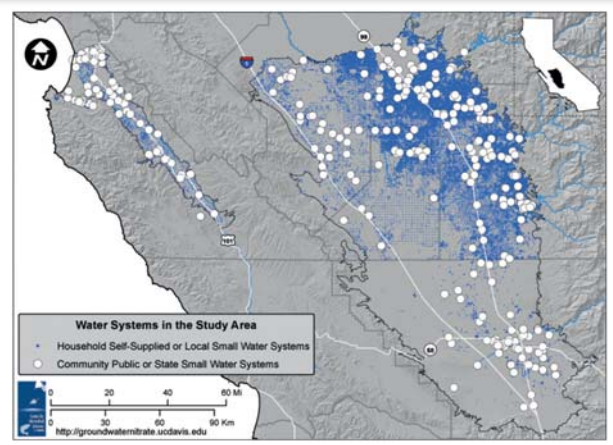 N
5
99
101
58
Water Systems in the Study Area
Household Self-Supplied or Local Small Water Systems
Community Public or State Small Water Systems
0 20 40 60 Mi
0 30 60 90 Km
http://groundwaternitrate.ucdavis.edu